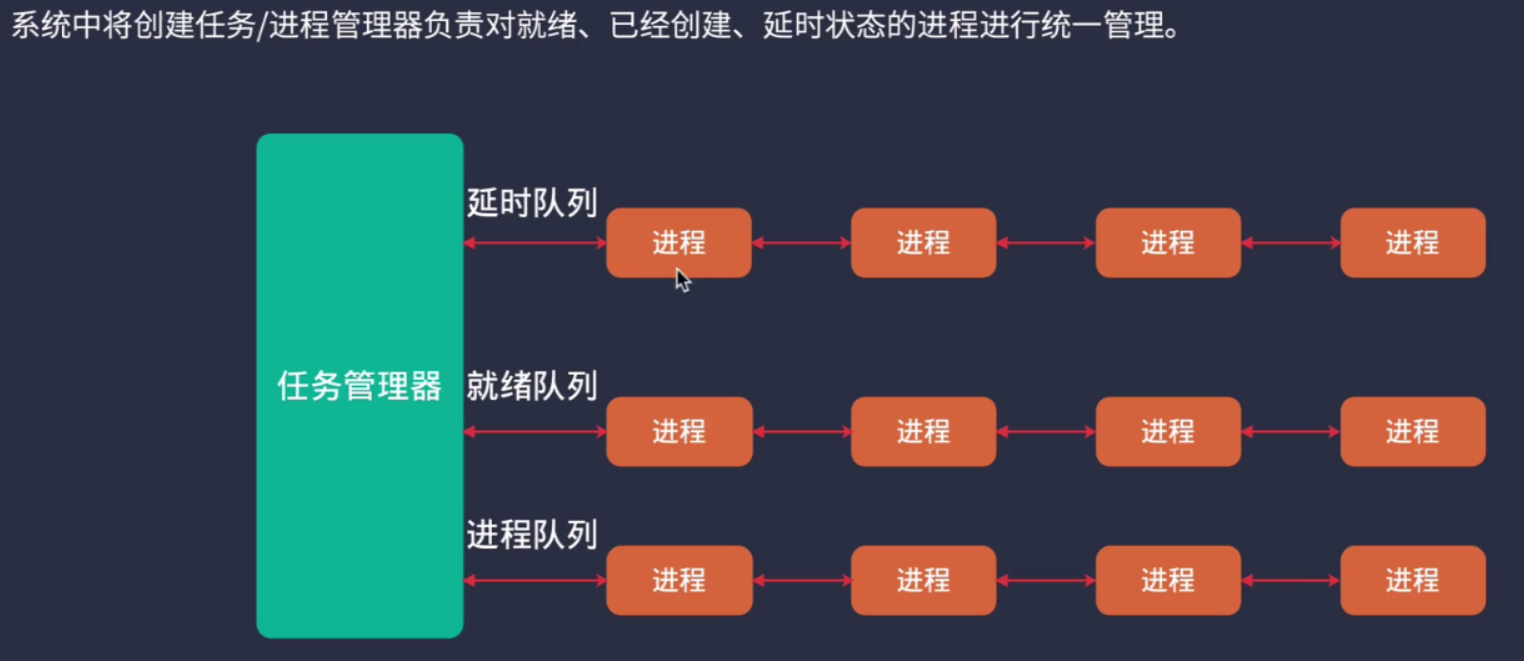 系统中将创建任务/进程管理器负责对就绪、已经创建、延时状态的进程进行统一管理。
延时队列
进程 进程 进程 进程
任务管理器
就绪队列
进程 进程 进程 进程
进程队列
进程 进程 进程 进程